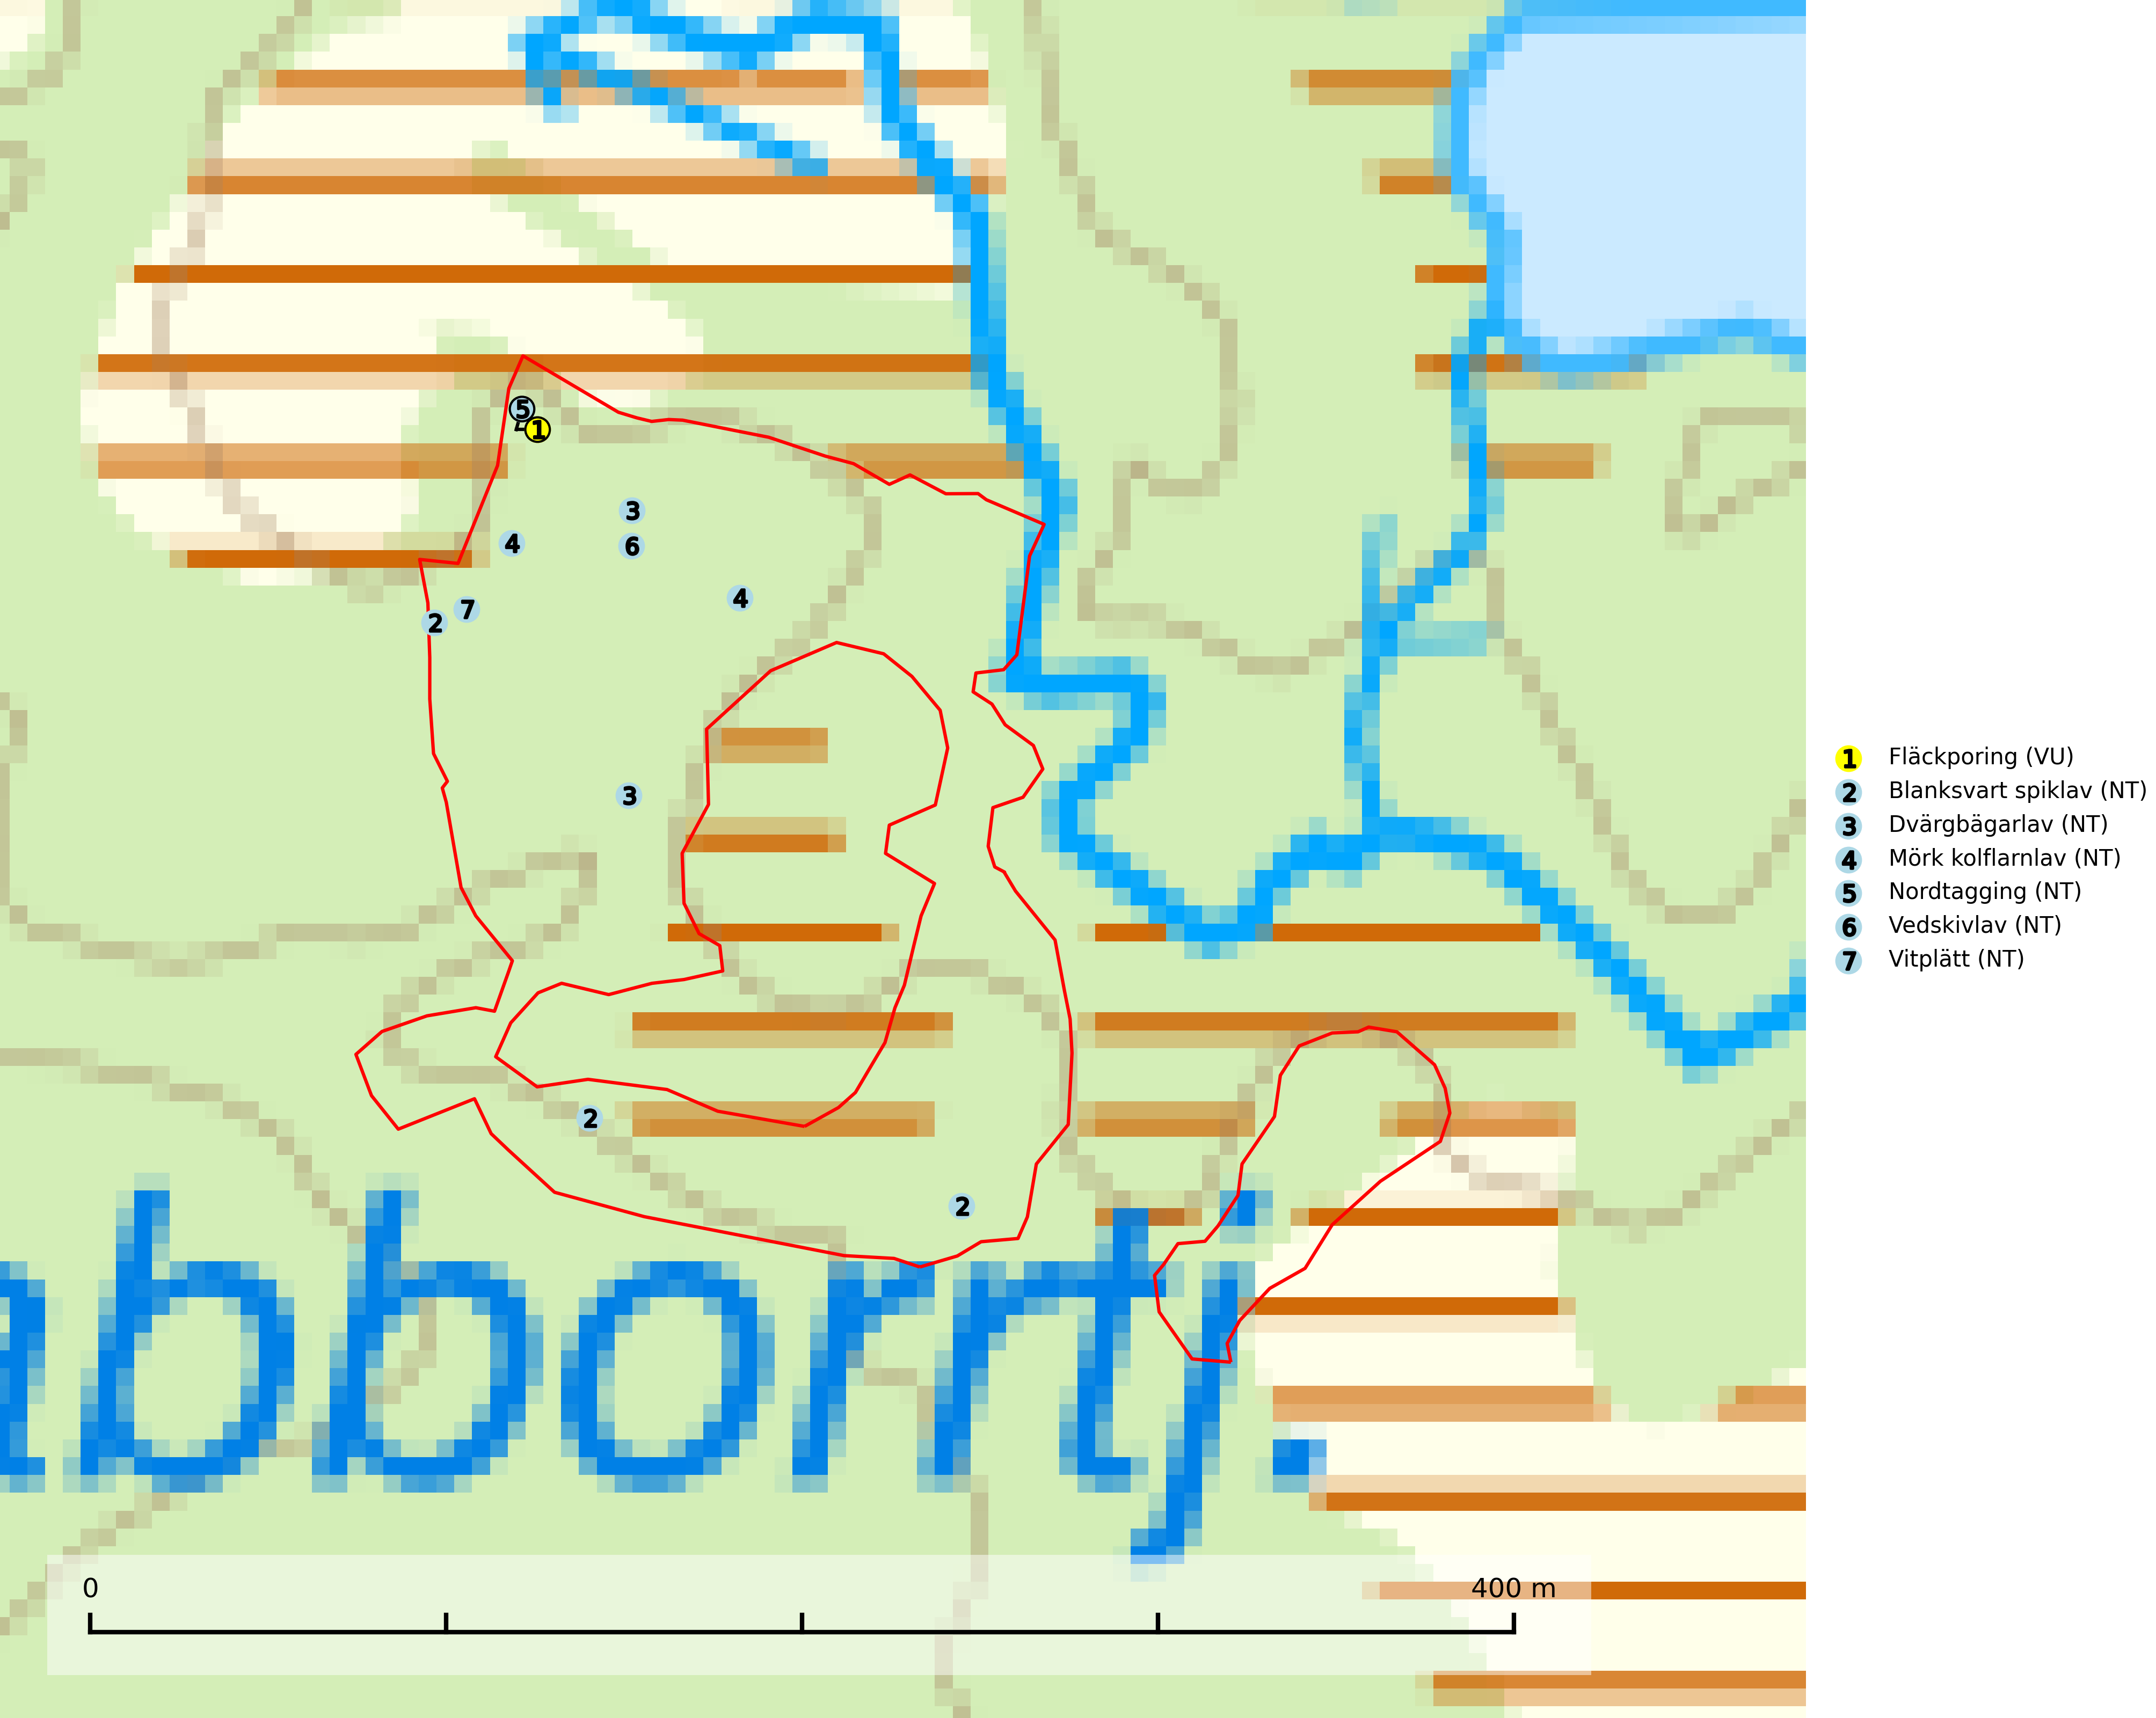 5
1
3
4
6
4
7
2
3
2
2
bborrtj.
0
400 m
1 Fläckporing (VU)
2 Blanksvart spiklav (NT)
3 Dvärgbägarlav (NT)
4 Mörk kolflarnlav (NT)
5 Nordtagging (NT)
6 Vedskivlav (NT)
7 Vitplätt (NT)